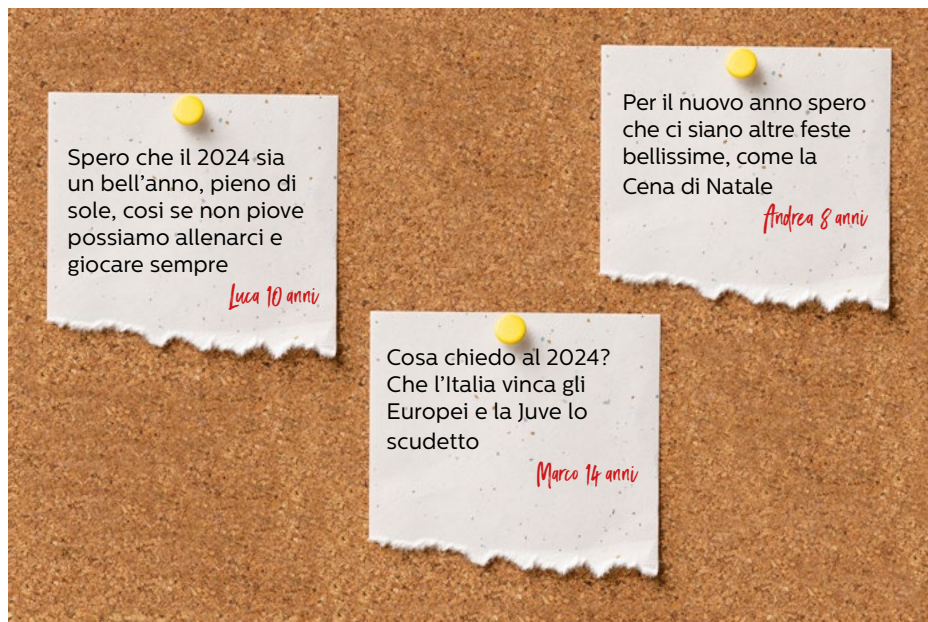 Spero che il 2024 sia
un bell'anno, pieno di
sole, cosi se non piove
possiamo allenarci e
giocare sempre
Luca 10 anni
Per il nuovo anno spero
che ci siano altre feste
bellissime, come la
Cena di Natale
Andrea 8 anni
Cosa chiedo al 2024?
Che l'Italia vinca gli
Europei e la Juve lo
scudetto
Marco 14 anni